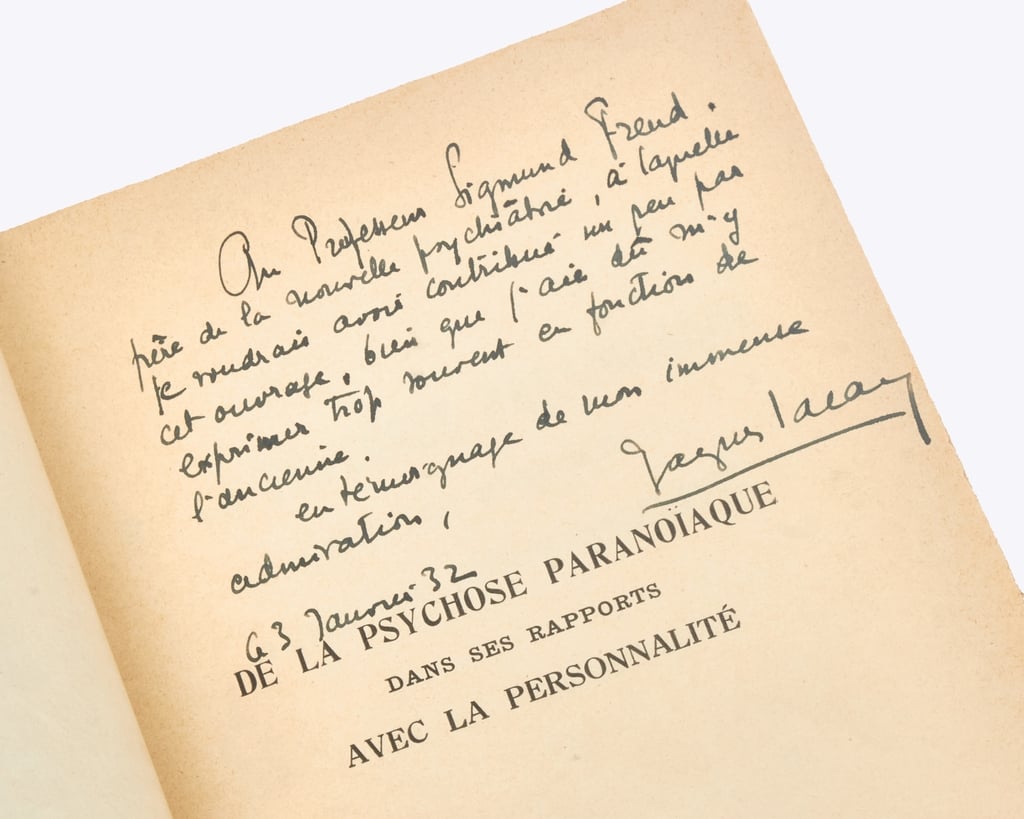 Au Professeur Sigmund Freud.
père de la nouvelle psychiâtrie, à laquelle
je voudrais avoir contribué un peu par
cet ouvrage, bien que j'aie dû m'y
exprimer trop souvent en fonction de
l'ancienne.
en témoignage de mon immense
admiration,
Jacques Lacan
Ce 3 Janvier 32
DE LA PSYCHOSE PARANOÏAQUE
DANS SES RAPPORTS
AVEC LA PERSONNALITÉ